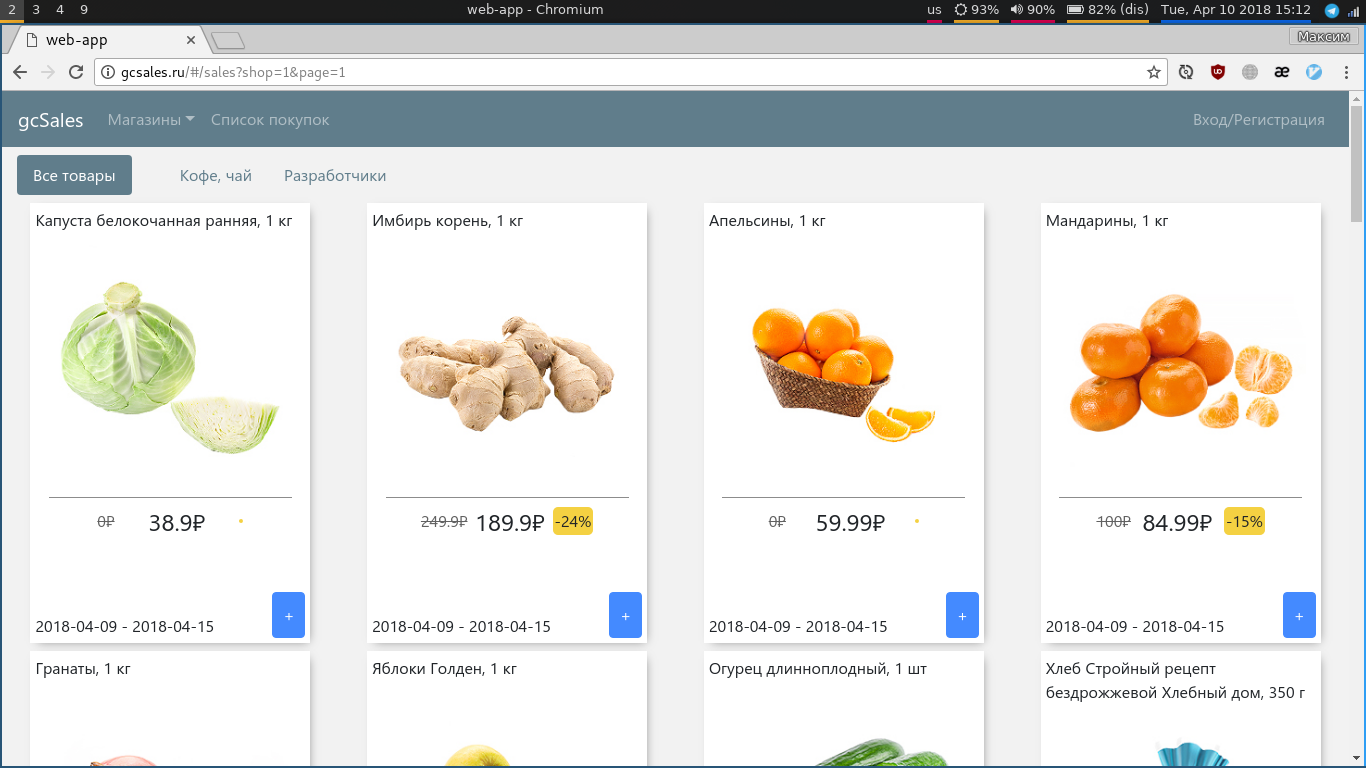 2 3 4 9 web-app - Chromium us 93% 90% 82% (dis) Tue, Apr 10 2018 15:12
web-app Максим
gcsales.ru/#/sales?shop=1&page=1
gcSales Магазины Список покупок Вход/Регистрация
Все товары Кофе, чай Разработчики
Капуста белокочанная ранняя, 1 кг Имбирь корень, 1 кг Апельсины, 1 кг Мандарины, 1 кг
0₽ 38.9₽ 249.9₽ 189.9₽ -24% 0₽ 59.99₽ 100₽ 84.99₽ -15%
+ + + +
2018-04-09 - 2018-04-15 2018-04-09 - 2018-04-15 2018-04-09 - 2018-04-15 2018-04-09 - 2018-04-15
Гранаты, 1 кг Яблоки Голден, 1 кг Огурец длинноплодный, 1 шт Хлеб Стройный рецепт
бездрожжевой Хлебный дом, 350 г